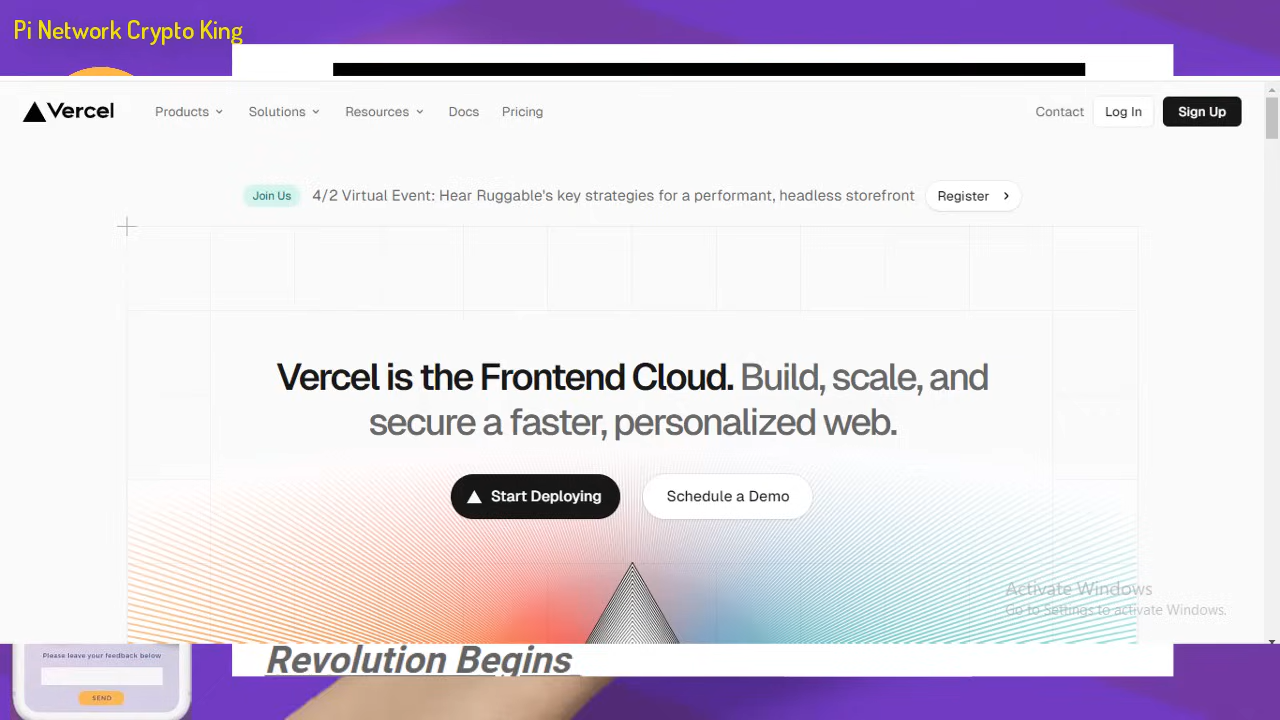 Pi Network Crypto King
Vercel
Products
Solutions
Resources
Docs
Pricing
Contact
Log In
Sign Up
Join Us
4/2 Virtual Event: Hear Ruggable's key strategies for a performant, headless storefront
Register
Vercel is the Frontend Cloud. Build, scale, and
secure a faster, personalized web.
Start Deploying
Schedule a Demo
Activate Windows
Go to Settings to activate Windows.
Please leave your feedback below
SEND
Revolution Begins